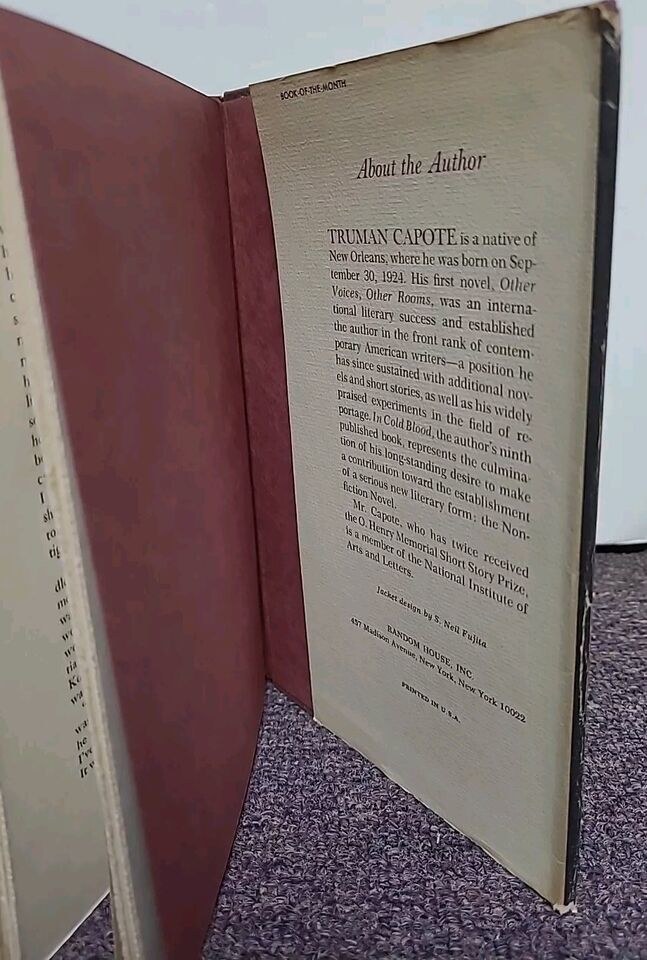 BOOK-OF-THE-MONTH
About the Author
TRUMAN CAPOTE is a native of
New Orleans, where he was born on Sep-
tember 30, 1924. His first novel, Other
Voices, Other Rooms, was an interna-
tional literary success and established
the author in the front rank of contem-
porary American writers—a position he
has since sustained with additional nov-
els and short stories, as well as his widely
praised experiments in the field of re-
portage. In Cold Blood, the author's ninth
published book, represents the culmina-
tion of his long-standing desire to make
a contribution toward the establishment
of a serious new literary form: the Non-
fiction Novel.
Mr. Capote, who has twice received
the O. Henry Memorial Short Story Prize,
is a member of the National Institute of
Arts and Letters.
Jacket design by S. Neil Fujita
RANDOM HOUSE, INC.
457 Madison Avenue, New York, New York 10022
PRINTED IN U.S.A.